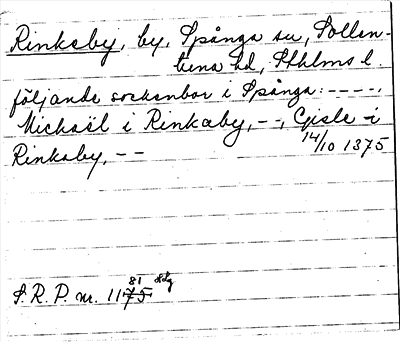 Rinkeby, by, Spånga sn, Sollen-
tuna hd, Sthlms l.
följande sockenbor i Spånga: ----,
Michaël i Rinkaby, --, Gisle i
Rinkaby, -- 14/10 1375
S.R.P. nr. 1175 81